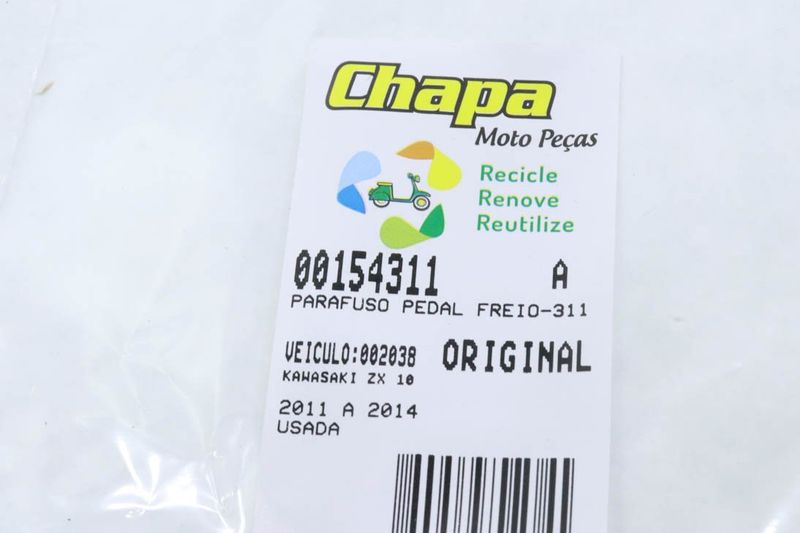 Chapa
Moto Peças
Recicle
Renove
Reutilize
00154311 A
PARAFUSO PEDAL FREIO-311
VEICULO:002038 ORIGINAL
KAWASAKI ZX 10
2011 A 2014
USADA